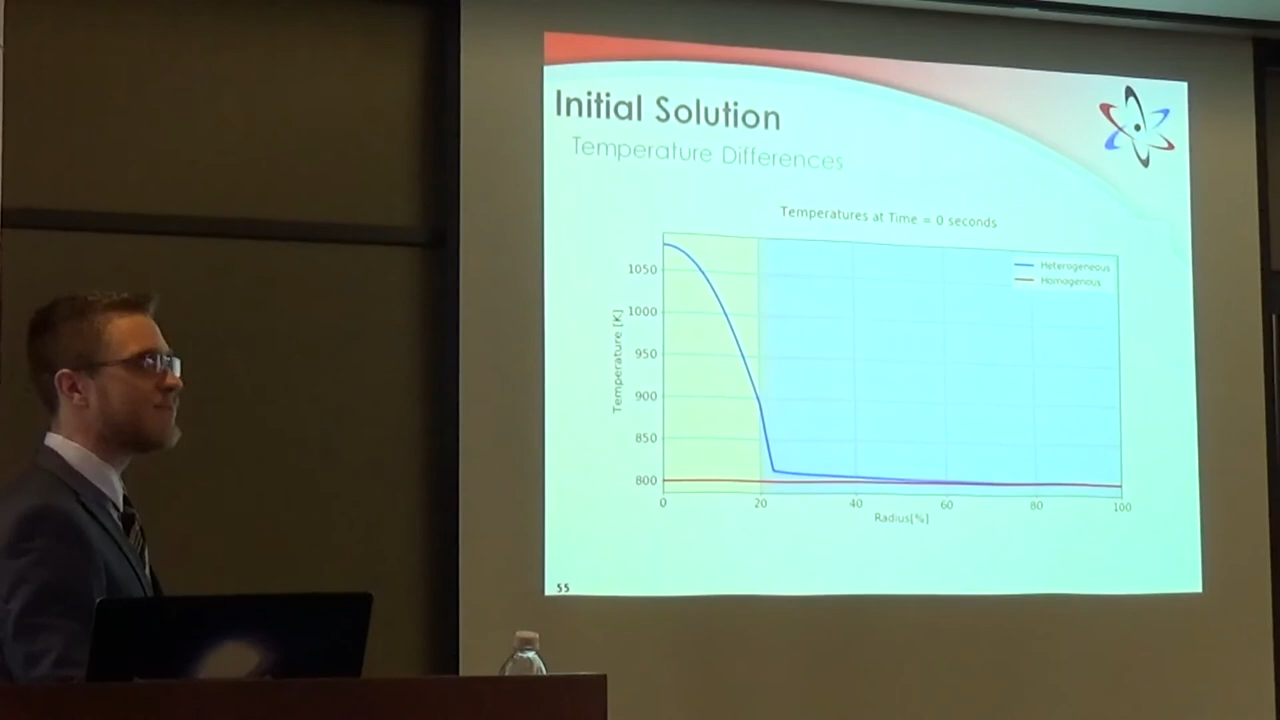 Initial Solution
Temperature Differences
Temperatures at Time = 0 seconds
Heterogeneous
Homogenous
Temperature [K]
1050
1000
950
900
850
800
0 20 40 60 80 100
Radius[%]
55